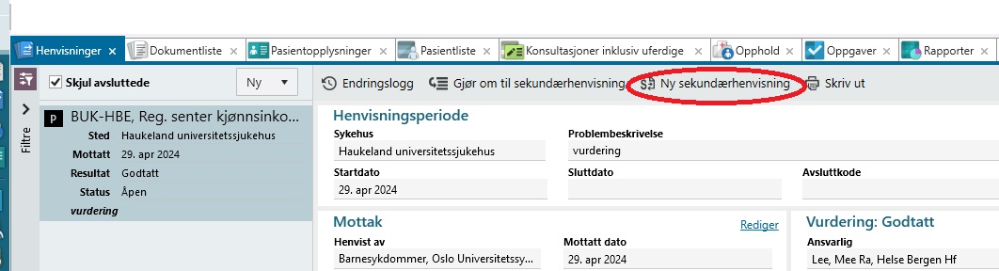 Henvisninger × Dokumentliste × Pasientopplysninger × Pasientliste × Konsultasjoner inklusiv uferdige × Opphold × Oppgaver × Rapporter ×
Skjul avsluttede Ny Endringslogg Gjør om til sekundærhenvisning Ny sekundærhenvisning Skriv ut
Filtre
P BUK-HBE, Reg. senter kjønnsinko...
Sted Haukeland universitetssjukehus
Mottatt 29. apr 2024
Resultat Godtatt
Status Åpen
vurdering
Henvisningsperiode
Sykehus Problembeskrivelse
Haukeland universitetssjukehus vurdering
Startdato Sluttdato Avsluttkode
29. apr 2024
Mottak Rediger Vurdering: Godtatt
Henvist av Mottatt dato Ansvarlig
Barnesykdommer, Oslo Universitetssy... 29. apr 2024 Lee, Mee Ra, Helse Bergen Hf